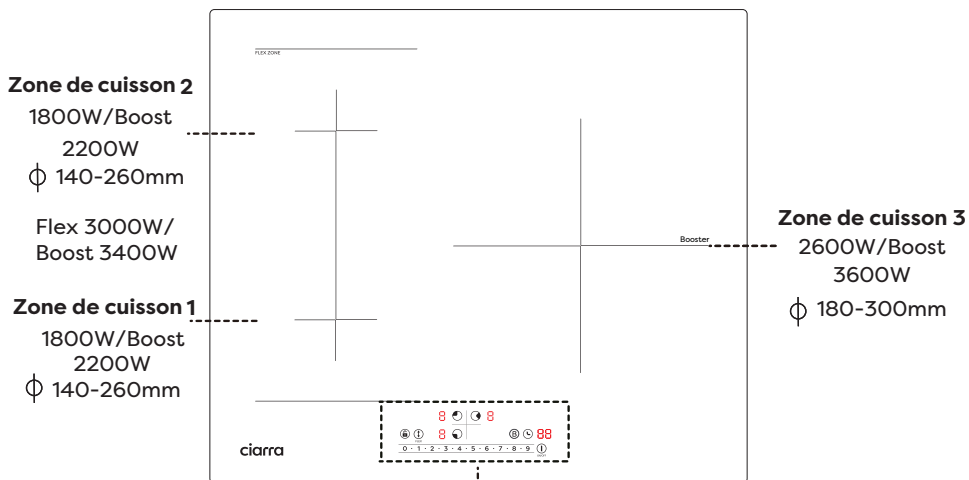 FLEX ZONE
Zone de cuisson 2
1800W/Boost
2200W
⌀ 140-260mm
Flex 3000W/
Boost 3400W
Zone de cuisson 1
1800W/Boost
2200W
⌀ 140-260mm
Booster
Zone de cuisson 3
2600W/Boost
3600W
⌀ 180-300mm
8 8
8 B 88
0 · 1 · 2 · 3 · 4 · 5 · 6 · 7 · 8 · 9
ciarra